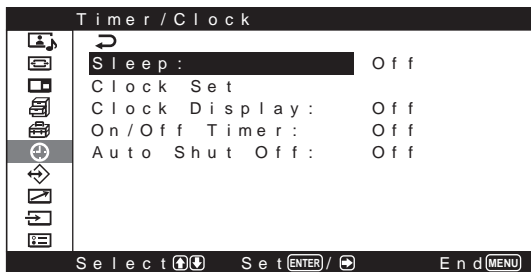 Timer/Clock
Sleep: Off
Clock Set
Clock Display: Off
On/Off Timer: Off
Auto Shut Off: Off
Select Set ENTER / End MENU